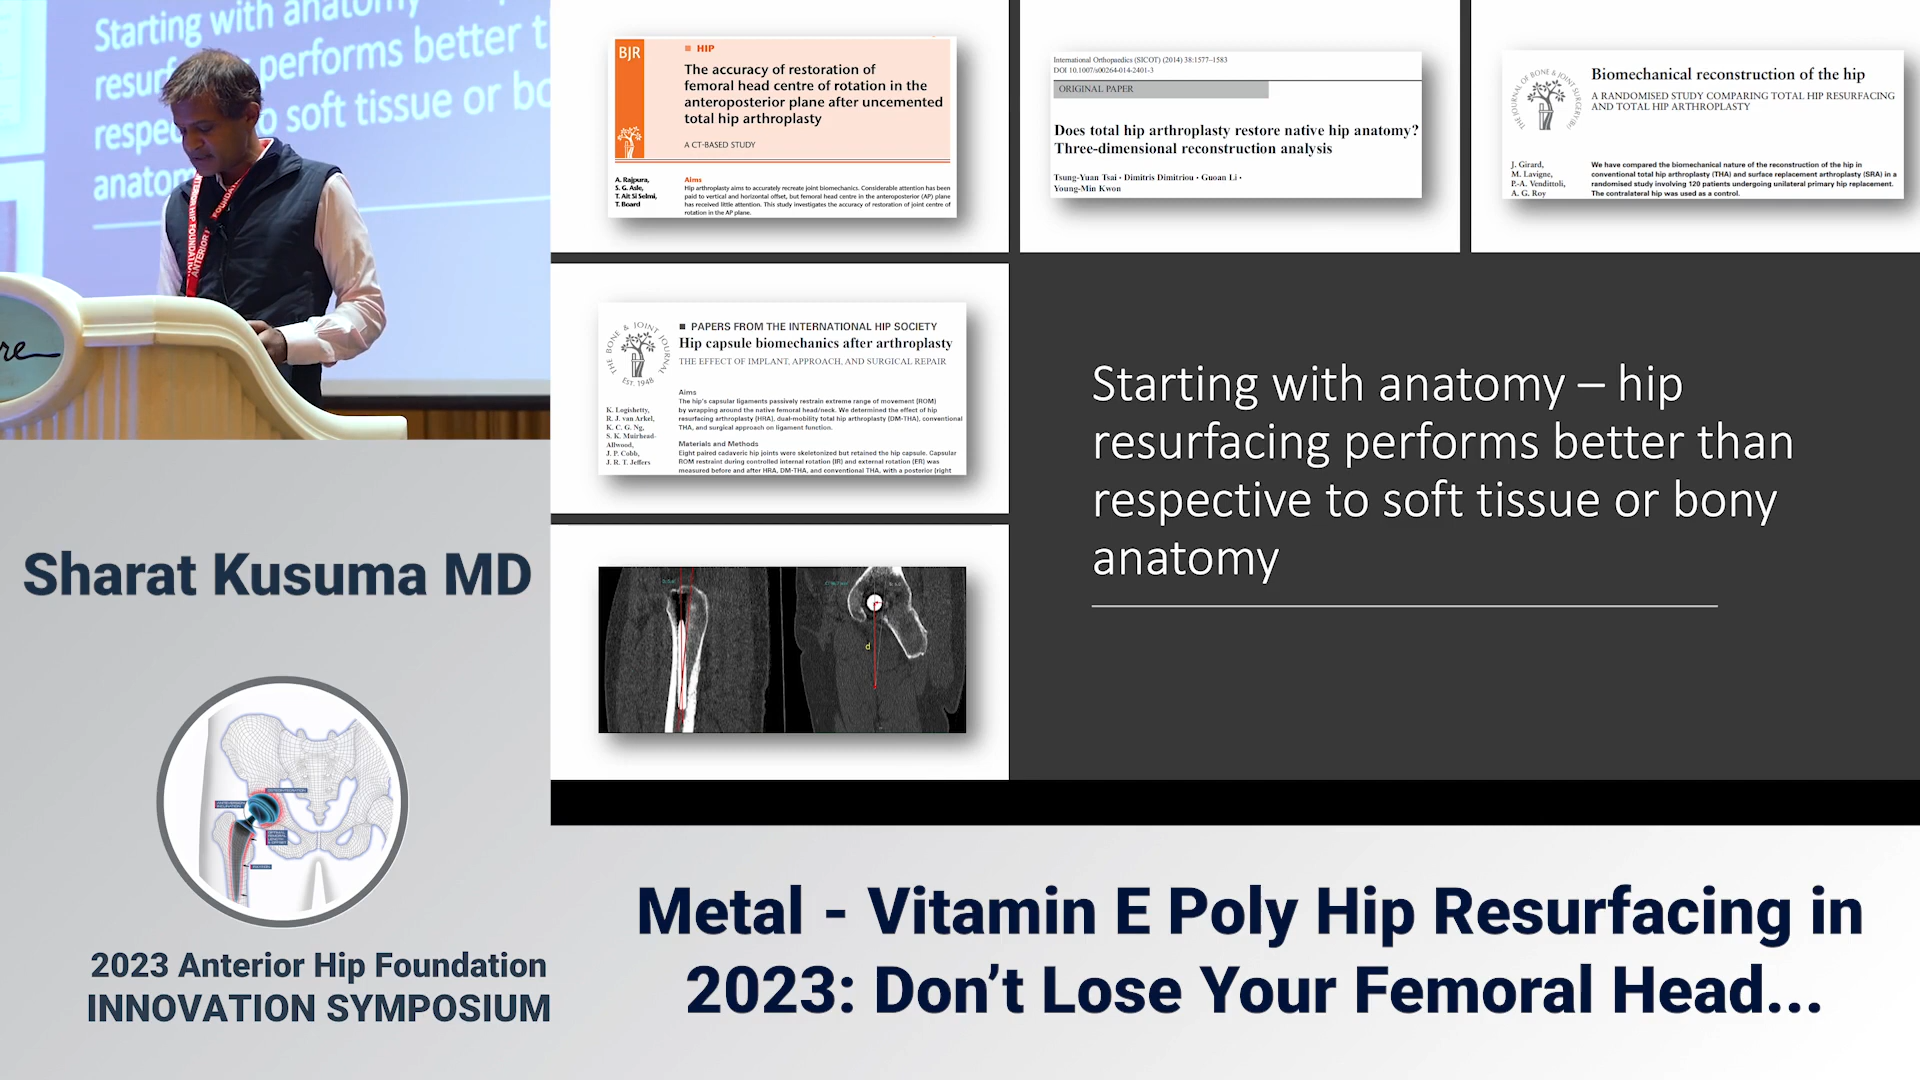 Starting with anatomy
resurf performs better t
respe o soft tissue or bo
anatom
ANTERIOR HIP FOUNDATION
FOUNDATI
re
Sharat Kusuma MD
2023 Anterior Hip Foundation
INNOVATION SYMPOSIUM
BJR
HIP
The accuracy of restoration of
femoral head centre of rotation in the
anteroposterior plane after uncemented
total hip arthroplasty
A CT-BASED STUDY
A. Rajpura,
S. G. Asle,
T. Ait Si Selmi,
T. Board
Aims
Hip arthroplasty aims to accurately recreate joint biomechanics. Considerable attention has been
paid to vertical and horizontal offset, but femoral head centre in the anteroposterior (AP) plane
has received little attention. This study investigates the accuracy of restoration of joint centre of
rotation in the AP plane.
International Orthopaedics (SICOT) (2014) 38:1577–1583
DOI 10.1007/s00264-014-2401-3
ORIGINAL PAPER
Does total hip arthroplasty restore native hip anatomy?
Three-dimensional reconstruction analysis
Tsung-Yuan Tsai · Dimitris Dimitriou · Guoan Li ·
Young-Min Kwon
THE JOURNAL OF BONE & JOINT SURGERY
Biomechanical reconstruction of the hip
A RANDOMISED STUDY COMPARING TOTAL HIP RESURFACING
AND TOTAL HIP ARTHROPLASTY
J. Girard,
M. Lavigne,
P.-A. Vendittoli,
A. G. Roy
We have compared the biomechanical nature of the reconstruction of the hip in
conventional total hip arthroplasty (THA) and surface replacement arthroplasty (SRA) in a
randomised study involving 120 patients undergoing unilateral primary hip replacement.
The contralateral hip was used as a control.
THE BONE & JOINT JOURNAL
EST. 1948
PAPERS FROM THE INTERNATIONAL HIP SOCIETY
Hip capsule biomechanics after arthroplasty
THE EFFECT OF IMPLANT, APPROACH, AND SURGICAL REPAIR
K. Logishetty,
R. J. van Arkel,
K. C. G. Ng,
S. K. Muirhead-
Allwood,
J. P. Cobb,
J. R. T. Jeffers
Aims
The hip's capsular ligaments passively restrain extreme range of movement (ROM)
by wrapping around the native femoral head/neck. We determined the effect of hip
resurfacing arthroplasty (HRA), dual-mobility total hip arthroplasty (DM-THA), conventional
THA, and surgical approach on ligament function.
Materials and Methods
Eight paired cadaveric hip joints were skeletonized but retained the hip capsule. Capsular
ROM restraint during controlled internal rotation (IR) and external rotation (ER) was
measured before and after HRA, DM-THA, and conventional THA, with a posterior (right
d
Starting with anatomy – hip
resurfacing performs better than
respective to soft tissue or bony
anatomy
Metal - Vitamin E Poly Hip Resurfacing in
2023: Don't Lose Your Femoral Head...